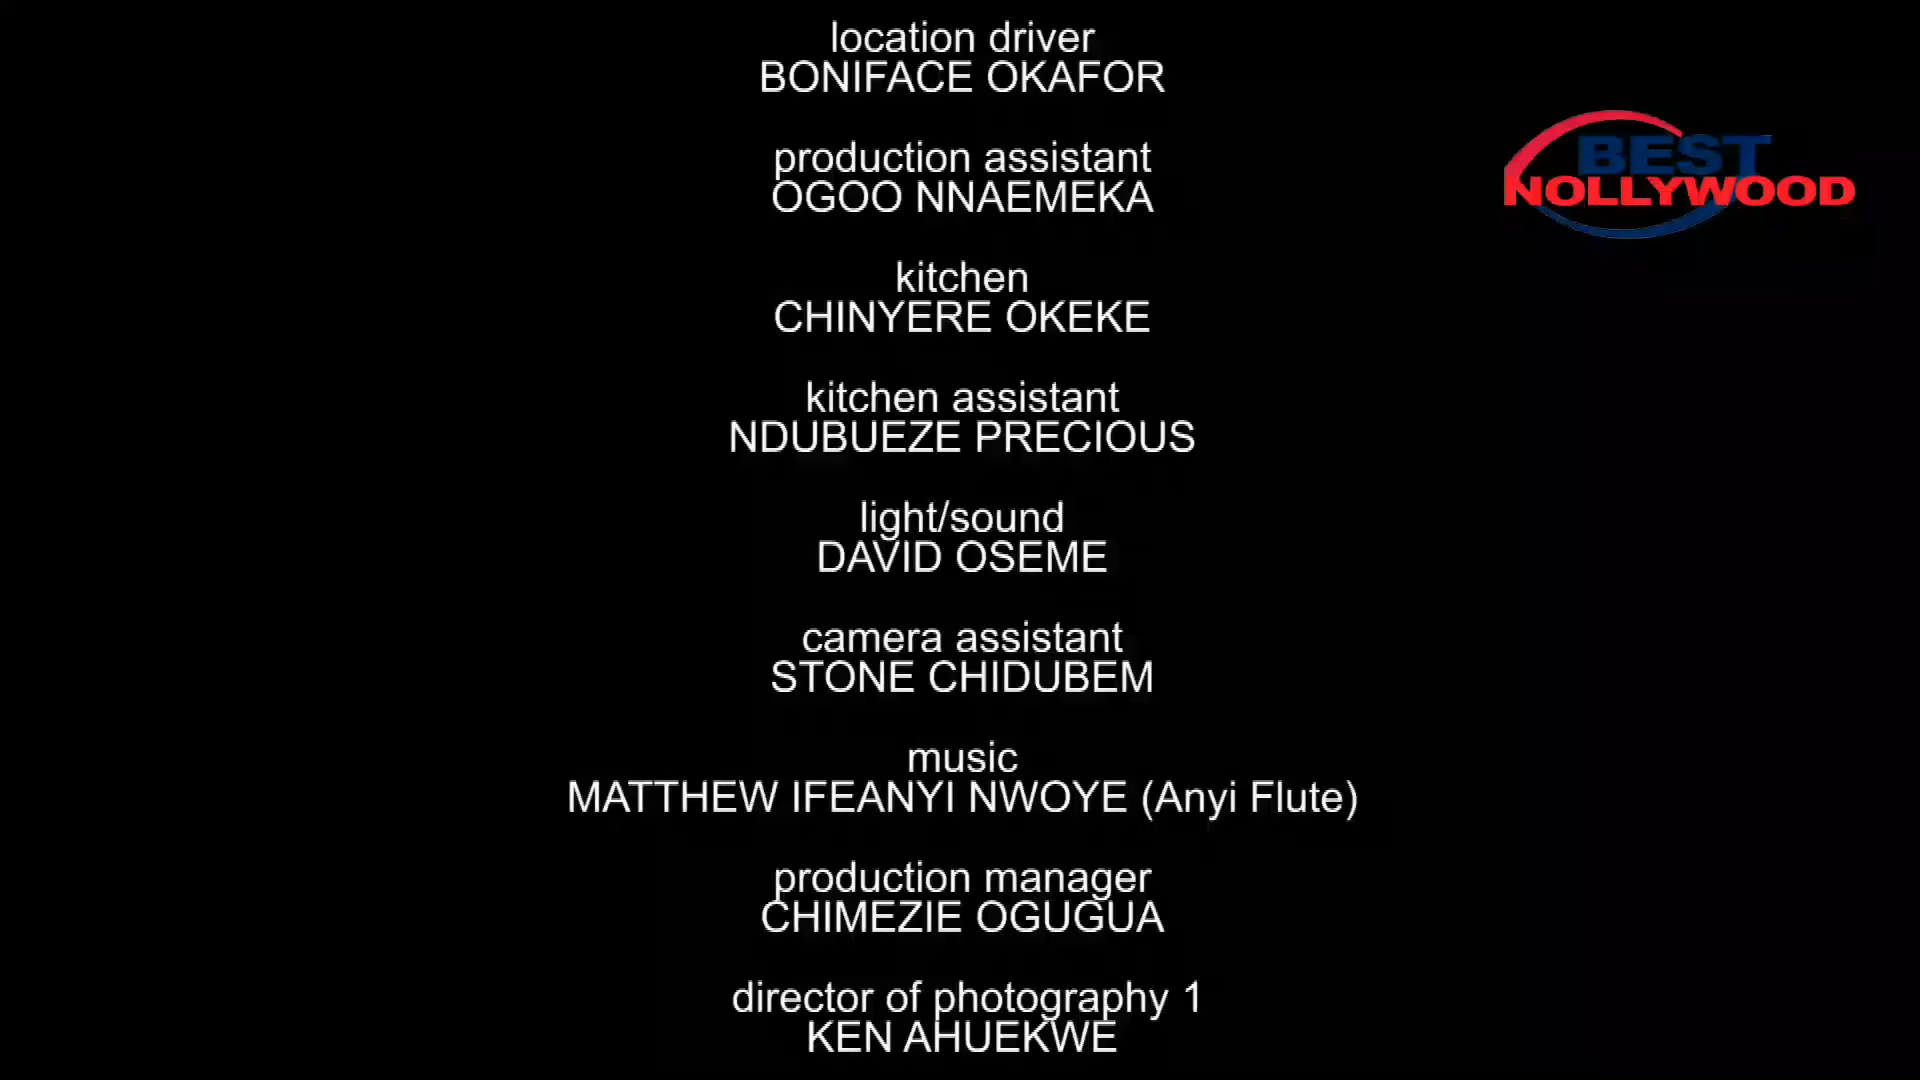 location driver
BONIFACE OKAFOR
production assistant
OGOO NNAEMEKA
kitchen
CHINYERE OKEKE
kitchen assistant
NDUBUEZE PRECIOUS
light/sound
DAVID OSEME
camera assistant
STONE CHIDUBEM
music
MATTHEW IFEANYI NWOYE (Anyi Flute)
production manager
CHIMEZIE OGUGUA
director of photography 1
KEN AHUEKWE
BEST
NOLLYWOOD